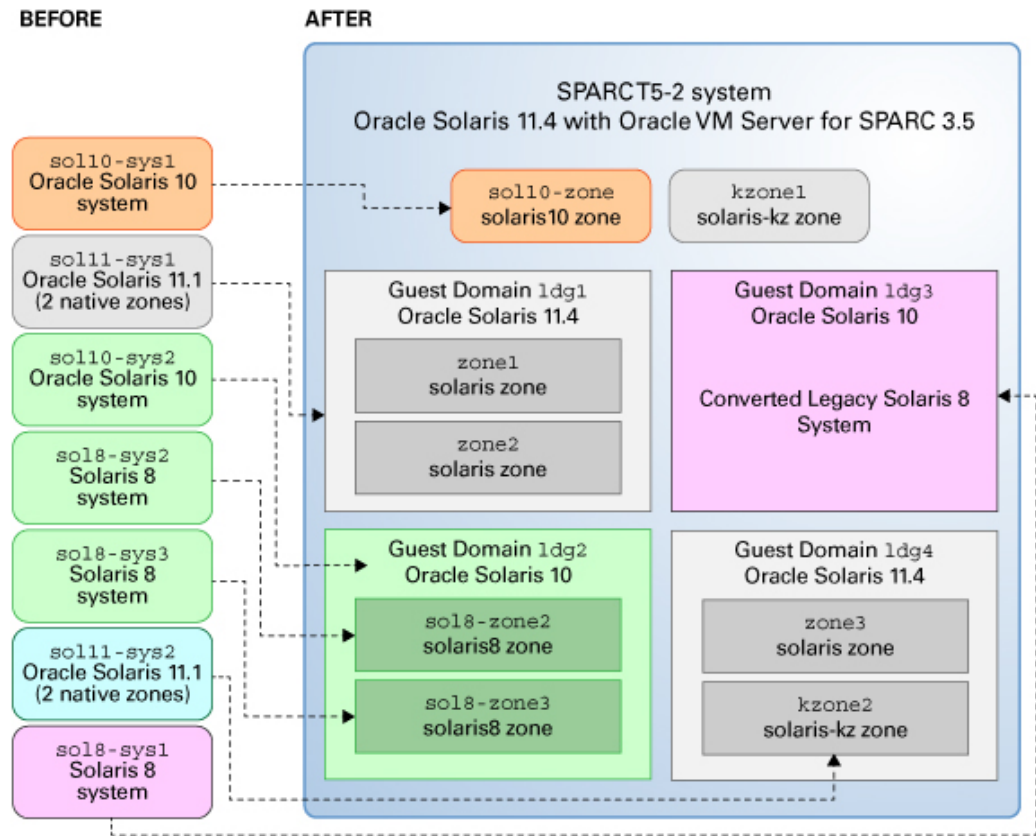 BEFORE
AFTER
sol10-sys1
Oracle Solaris 10
system
sol11-sys1
Oracle Solaris 11.1
(2 native zones)
sol10-sys2
Oracle Solaris 10
system
sol8-sys2
Solaris 8
system
sol8-sys3
Solaris 8
system
sol11-sys2
Oracle Solaris 11.1
(2 native zones)
sol8-sys1
Solaris 8
system
SPARC T5-2 system
Oracle Solaris 11.4 with Oracle VM Server for SPARC 3.5
sol10-zone
solaris10 zone
kzone1
solaris-kz zone
Guest Domain ldg1
Oracle Solaris 11.4
zone1
solaris zone
zone2
solaris zone
Guest Domain ldg3
Oracle Solaris 10
Converted Legacy Solaris 8
System
Guest Domain ldg2
Oracle Solaris 10
sol8-zone2
solaris8 zone
sol8-zone3
solaris8 zone
Guest Domain ldg4
Oracle Solaris 11.4
zone3
solaris zone
kzone2
solaris-kz zone